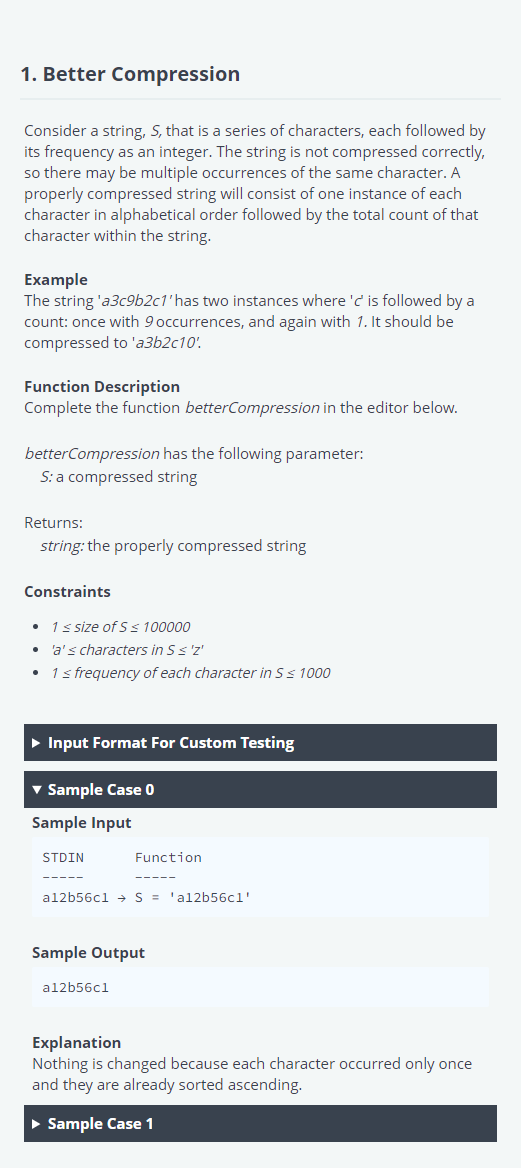 1. Better Compression
Consider a string, S, that is a series of characters, each followed by
its frequency as an integer. The string is not compressed correctly,
so there may be multiple occurrences of the same character. A
properly compressed string will consist of one instance of each
character in alphabetical order followed by the total count of that
character within the string.
Example
The string 'a3c9b2c1' has two instances where 'c' is followed by a
count: once with 9 occurrences, and again with 1. It should be
compressed to 'a3b2c10'.
Function Description
Complete the function betterCompression in the editor below.
betterCompression has the following parameter:
S: a compressed string
Returns:
string: the properly compressed string
Constraints
• 1 ≤ size of S ≤ 100000
• 'a' ≤ characters in S ≤ 'z'
• 1 ≤ frequency of each character in S ≤ 1000
▶ Input Format For Custom Testing
▼ Sample Case 0
Sample Input
STDIN Function
----- -----
a12b56c1 → S = 'a12b56c1'
Sample Output
a12b56c1
Explanation
Nothing is changed because each character occurred only once
and they are already sorted ascending.
▶ Sample Case 1